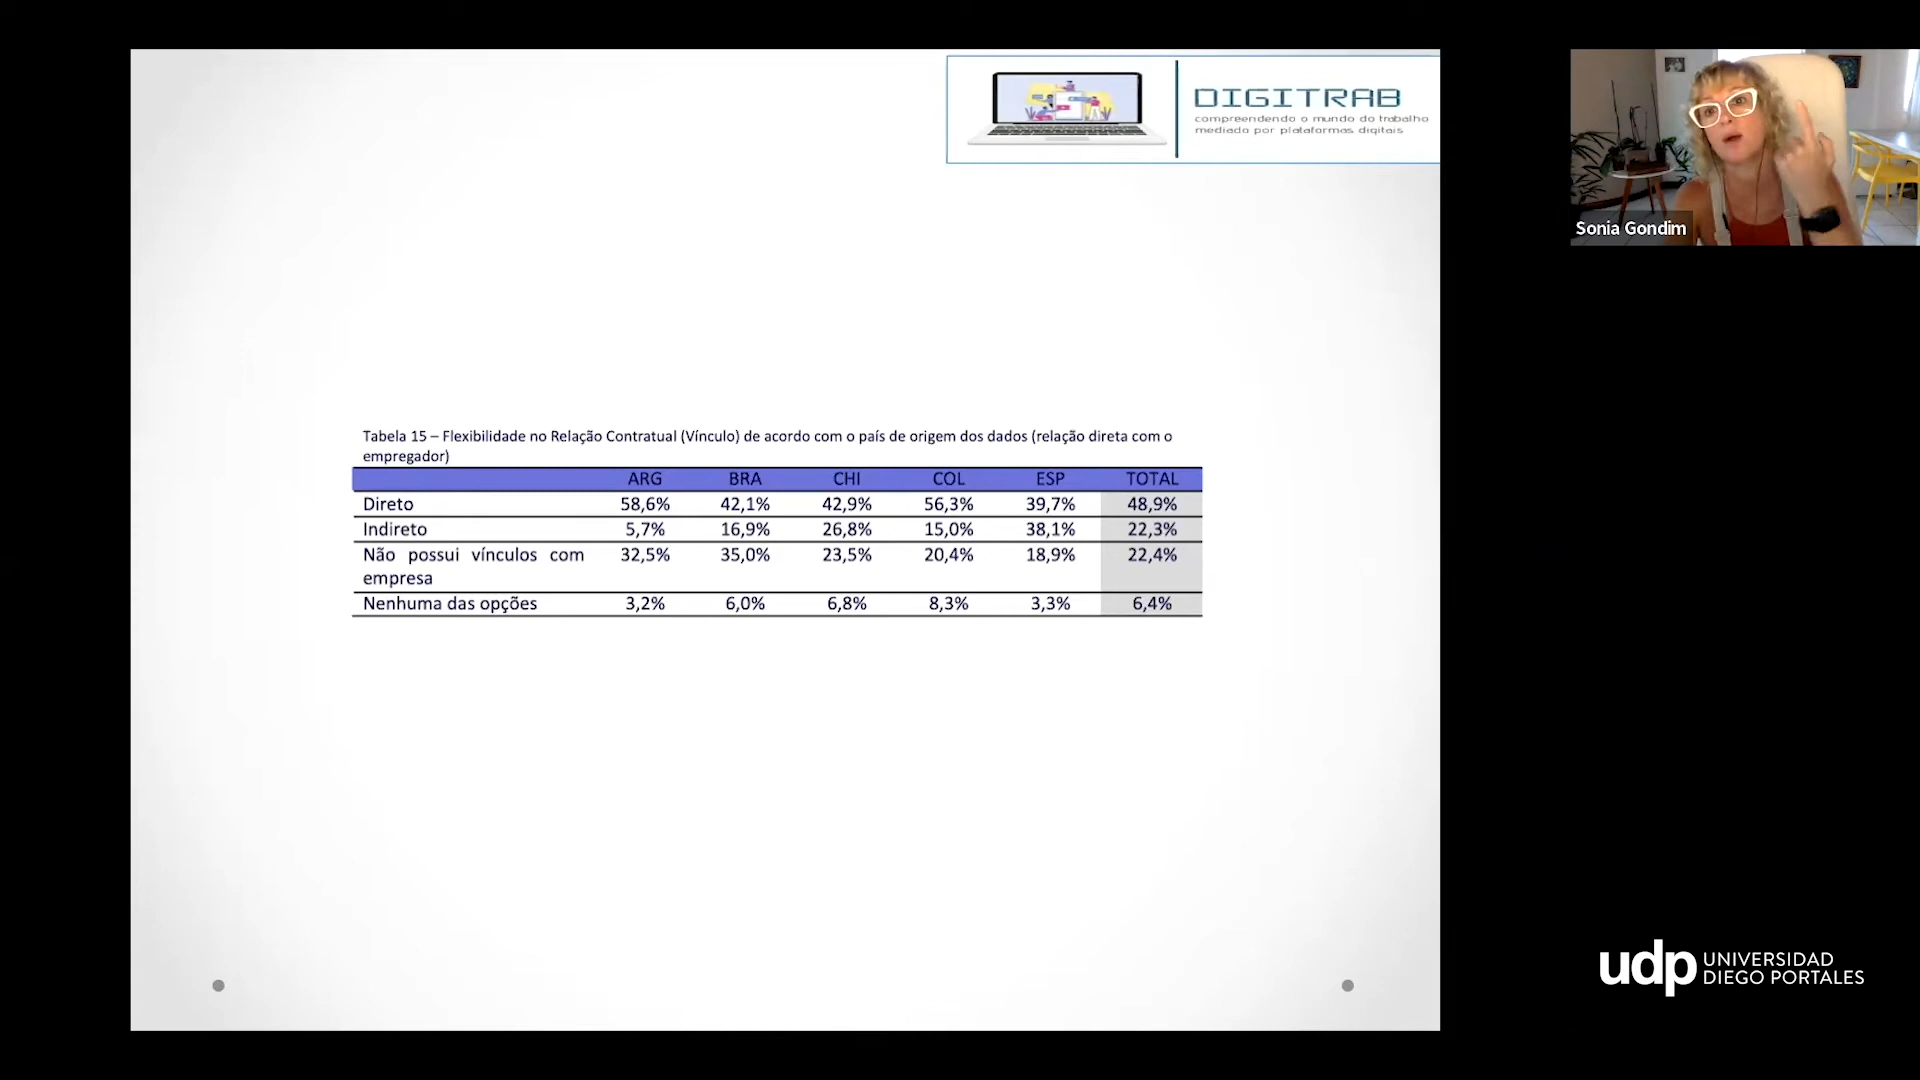 DIGITRAB
compreendendo o mundo do trabalho
mediado por plataformas digitais
Sonia Gondim
Tabela 15 – Flexibilidade no Relação Contratual (Vínculo) de acordo com o país de origem dos dados (relação direta com o
empregador)
ARG BRA CHI COL ESP TOTAL
Direto 58,6% 42,1% 42,9% 56,3% 39,7% 48,9%
Indireto 5,7% 16,9% 26,8% 15,0% 38,1% 22,3%
Não possui vínculos com 32,5% 35,0% 23,5% 20,4% 18,9% 22,4%
empresa
Nenhuma das opções 3,2% 6,0% 6,8% 8,3% 3,3% 6,4%
udp UNIVERSIDAD
DIEGO PORTALES